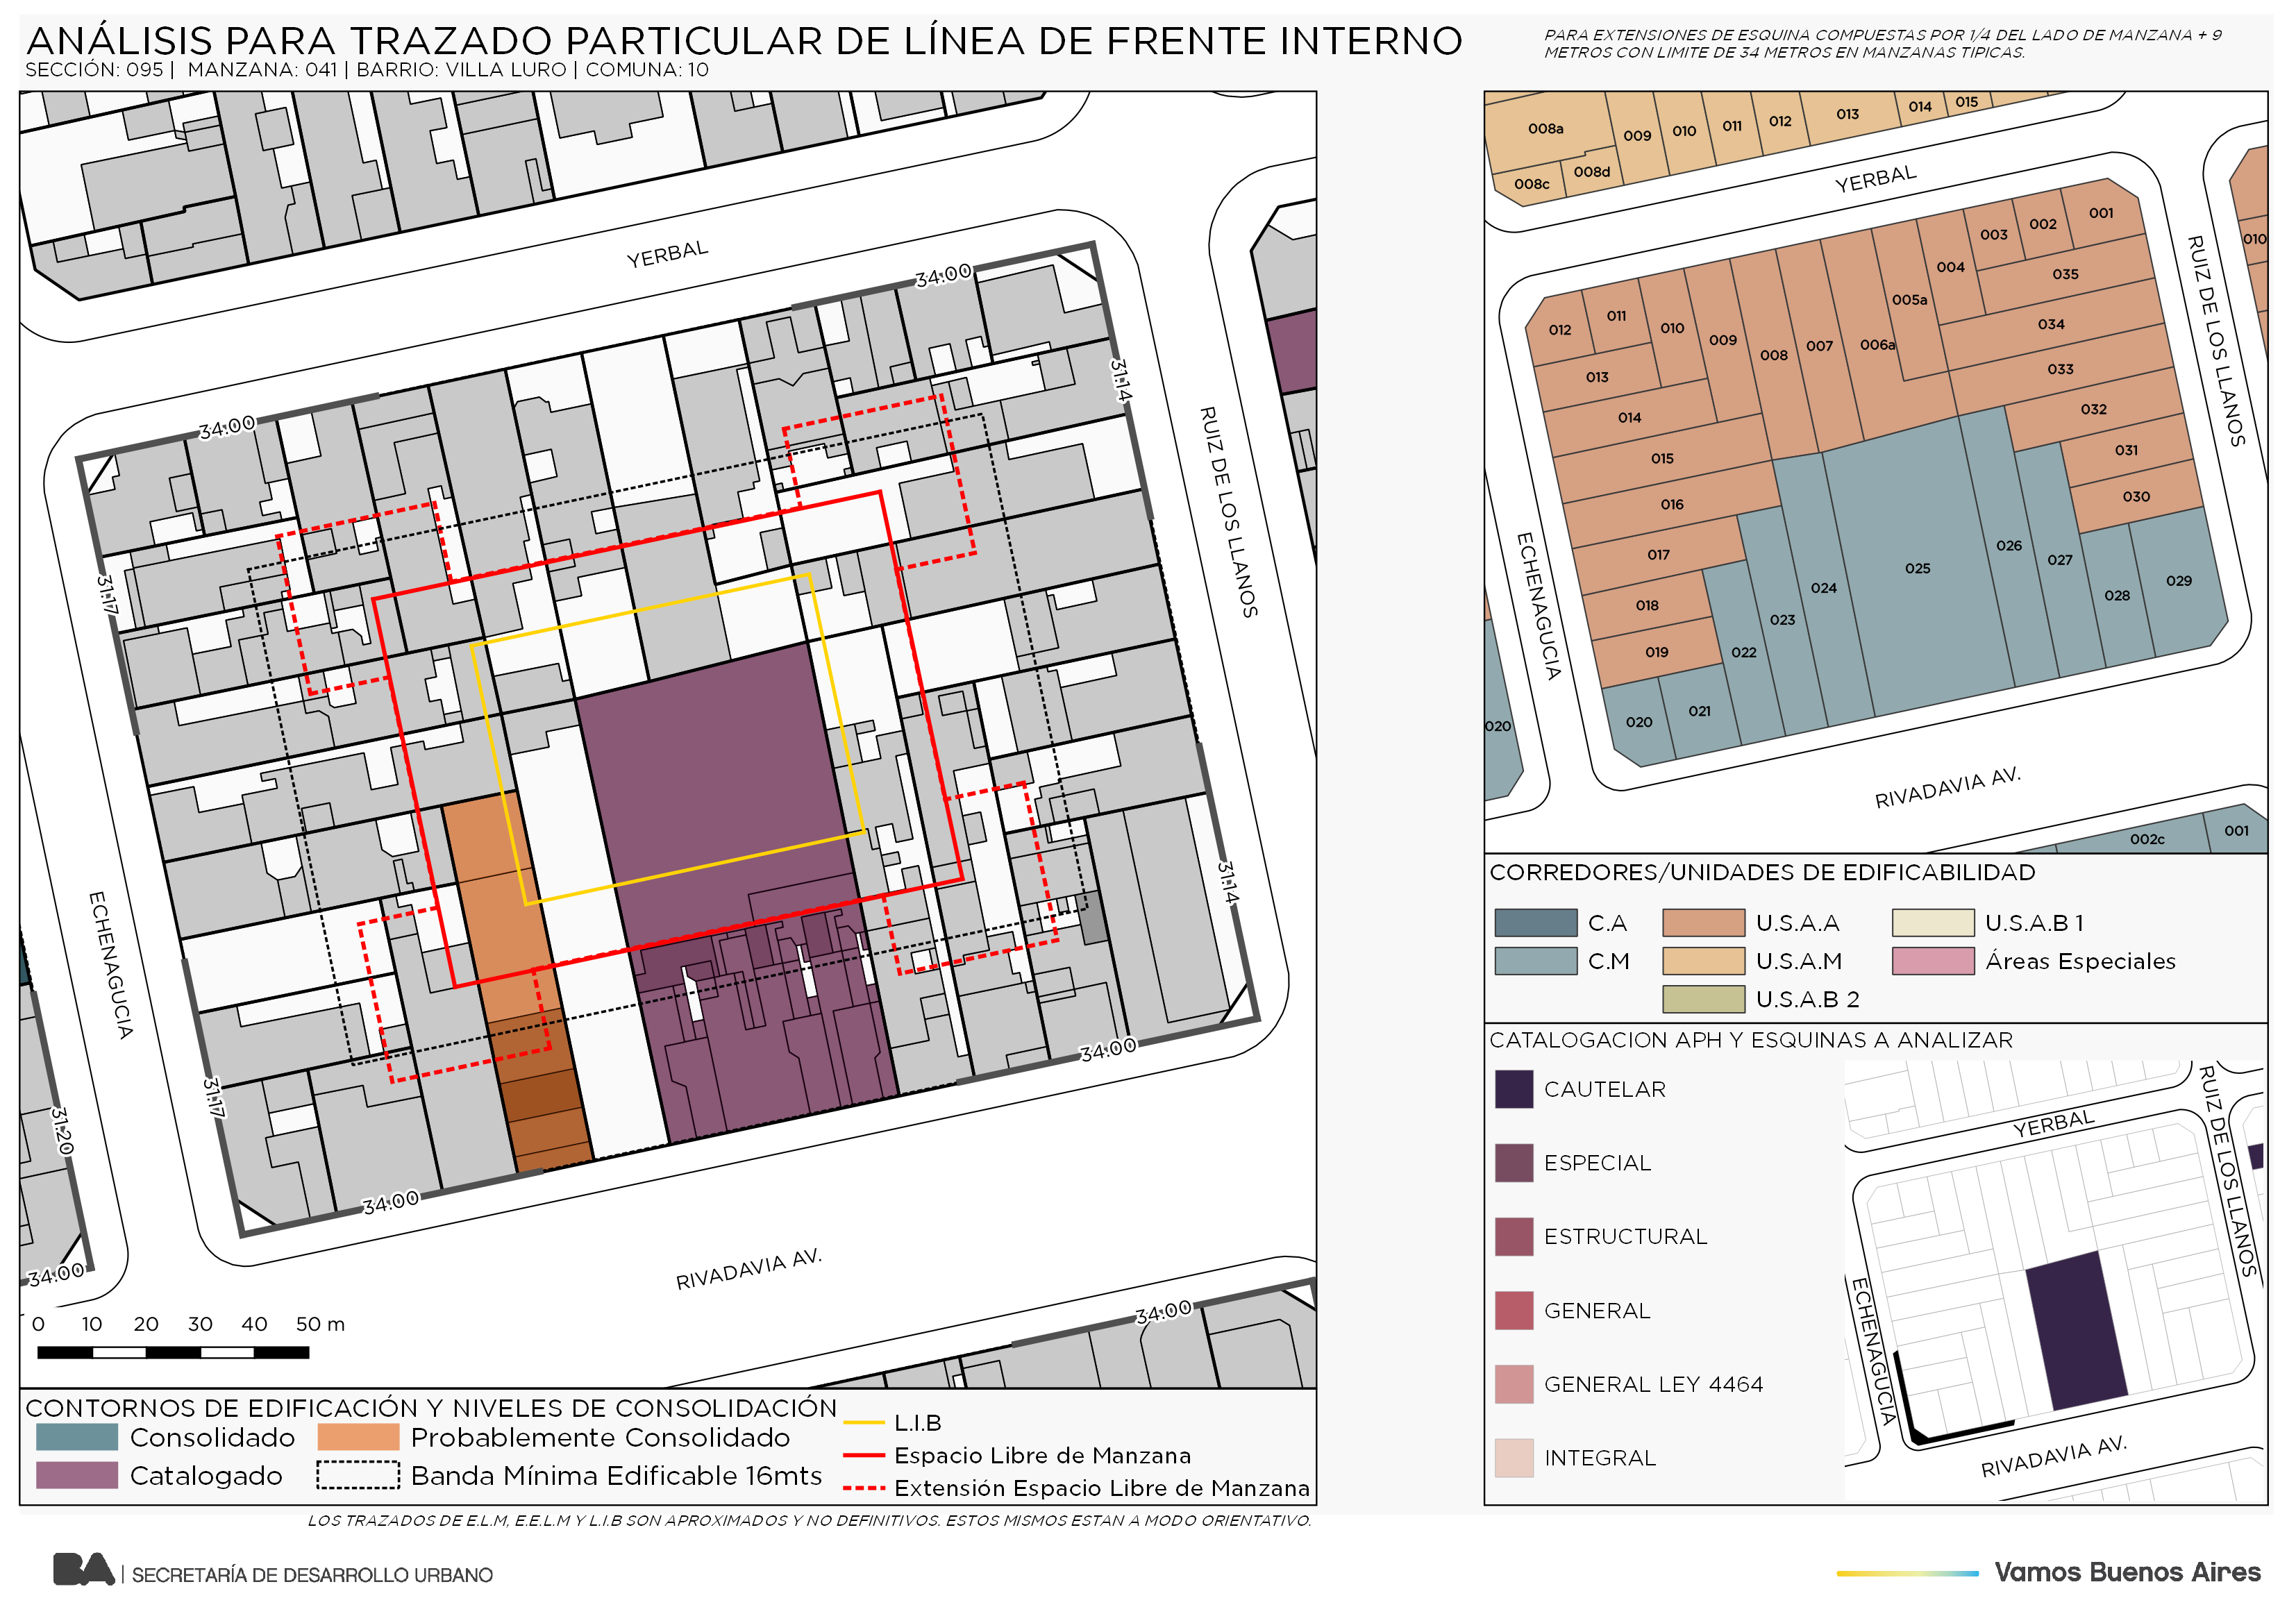 ANÁLISIS PARA TRAZADO PARTICULAR DE LÍNEA DE FRENTE INTERNO
SECCIÓN: 095 | MANZANA: 041 | BARRIO: VILLA LURO | COMUNA: 10
PARA EXTENSIONES DE ESQUINA COMPUESTAS POR 1/4 DEL LADO DE MANZANA + 9
METROS CON LIMITE DE 34 METROS EN MANZANAS TIPICAS.
YERBAL
34.00
34.00
31.14
RUIZ DE LOS LLANOS
31.17
31.14
ECHENAGUCIA
34.00
31.17
31.20
34.00
34.00
RIVADAVIA AV.
34.00
0 10 20 30 40 50 m
CONTORNOS DE EDIFICACIÓN Y NIVELES DE CONSOLIDACIÓN
Consolidado
Probablemente Consolidado
Catalogado
Banda Mínima Edificable 16mts
L.I.B
Espacio Libre de Manzana
Extensión Espacio Libre de Manzana
LOS TRAZADOS DE E.L.M, E.E.L.M Y L.I.B SON APROXIMADOS Y NO DEFINITIVOS. ESTOS MISMOS ESTAN A MODO ORIENTATIVO.
008a
009
010
011
012
013
014
015
008c
008d
YERBAL
001
002
003
004
005a
006a
007
008
009
010
011
012
013
014
015
016
017
018
019
020
021
022
023
024
025
026
027
028
029
030
031
032
033
034
035
010
020
RUIZ DE LOS LLANOS
ECHENAGUCIA
RIVADAVIA AV.
002c
001
CORREDORES/UNIDADES DE EDIFICABILIDAD
C.A
U.S.A.A
U.S.A.B 1
C.M
U.S.A.M
Áreas Especiales
U.S.A.B 2
CATALOGACION APH Y ESQUINAS A ANALIZAR
CAUTELAR
ESPECIAL
ESTRUCTURAL
GENERAL
GENERAL LEY 4464
INTEGRAL
YERBAL
RUIZ DE LOS LLANOS
ECHENAGUCIA
RIVADAVIA AV.
BA | SECRETARÍA DE DESARROLLO URBANO
Vamos Buenos Aires